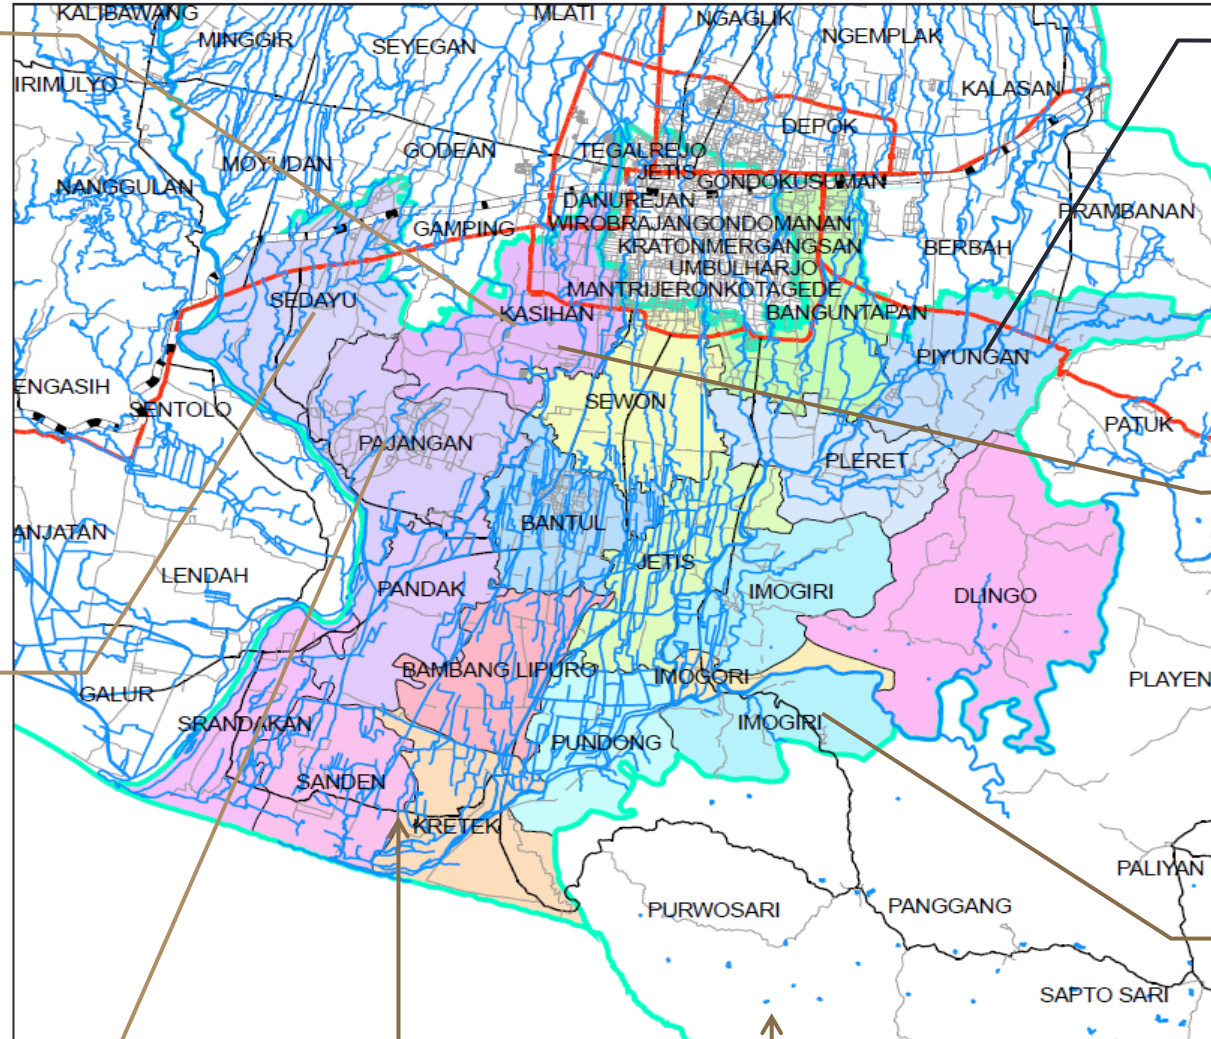 KALIBAWANG
MLATI
NGAGLIK
MINGGIR
SEYEGAN
NGEMPLAK
IRIMULYO
KALASAN
DEPOK
TEGALREJO
GODEAN
MOYUDAN
JETIS
GONDOKUSUMAN
NANGGULAN
DANUREJAN
PRAMBANAN
GAMPING
WIROBRAJANGONDOMANAN
KRATONMERGANGSAN
BERBAH
UMBULHARJO
MANTRIJERONKOTAGEDE
SEDAYU
KASIHAN
BANGUNTAPAN
PIYUNGAN
ENGASIH
SENTOLO
SEWON
PATUK
PAJANGAN
PLERET
BANTUL
ANJATAN
JETIS
LENDAH
PANDAK
IMOGIRI
DLINGO
BAMBANG LIPURO
IMOGORI
PLAYEN
GALUR
SRANDAKAN
IMOGIRI
PUNDONG
SANDEN
KRETEK
PALIYAN
PURWOSARI
PANGGANG
SAPTO SARI